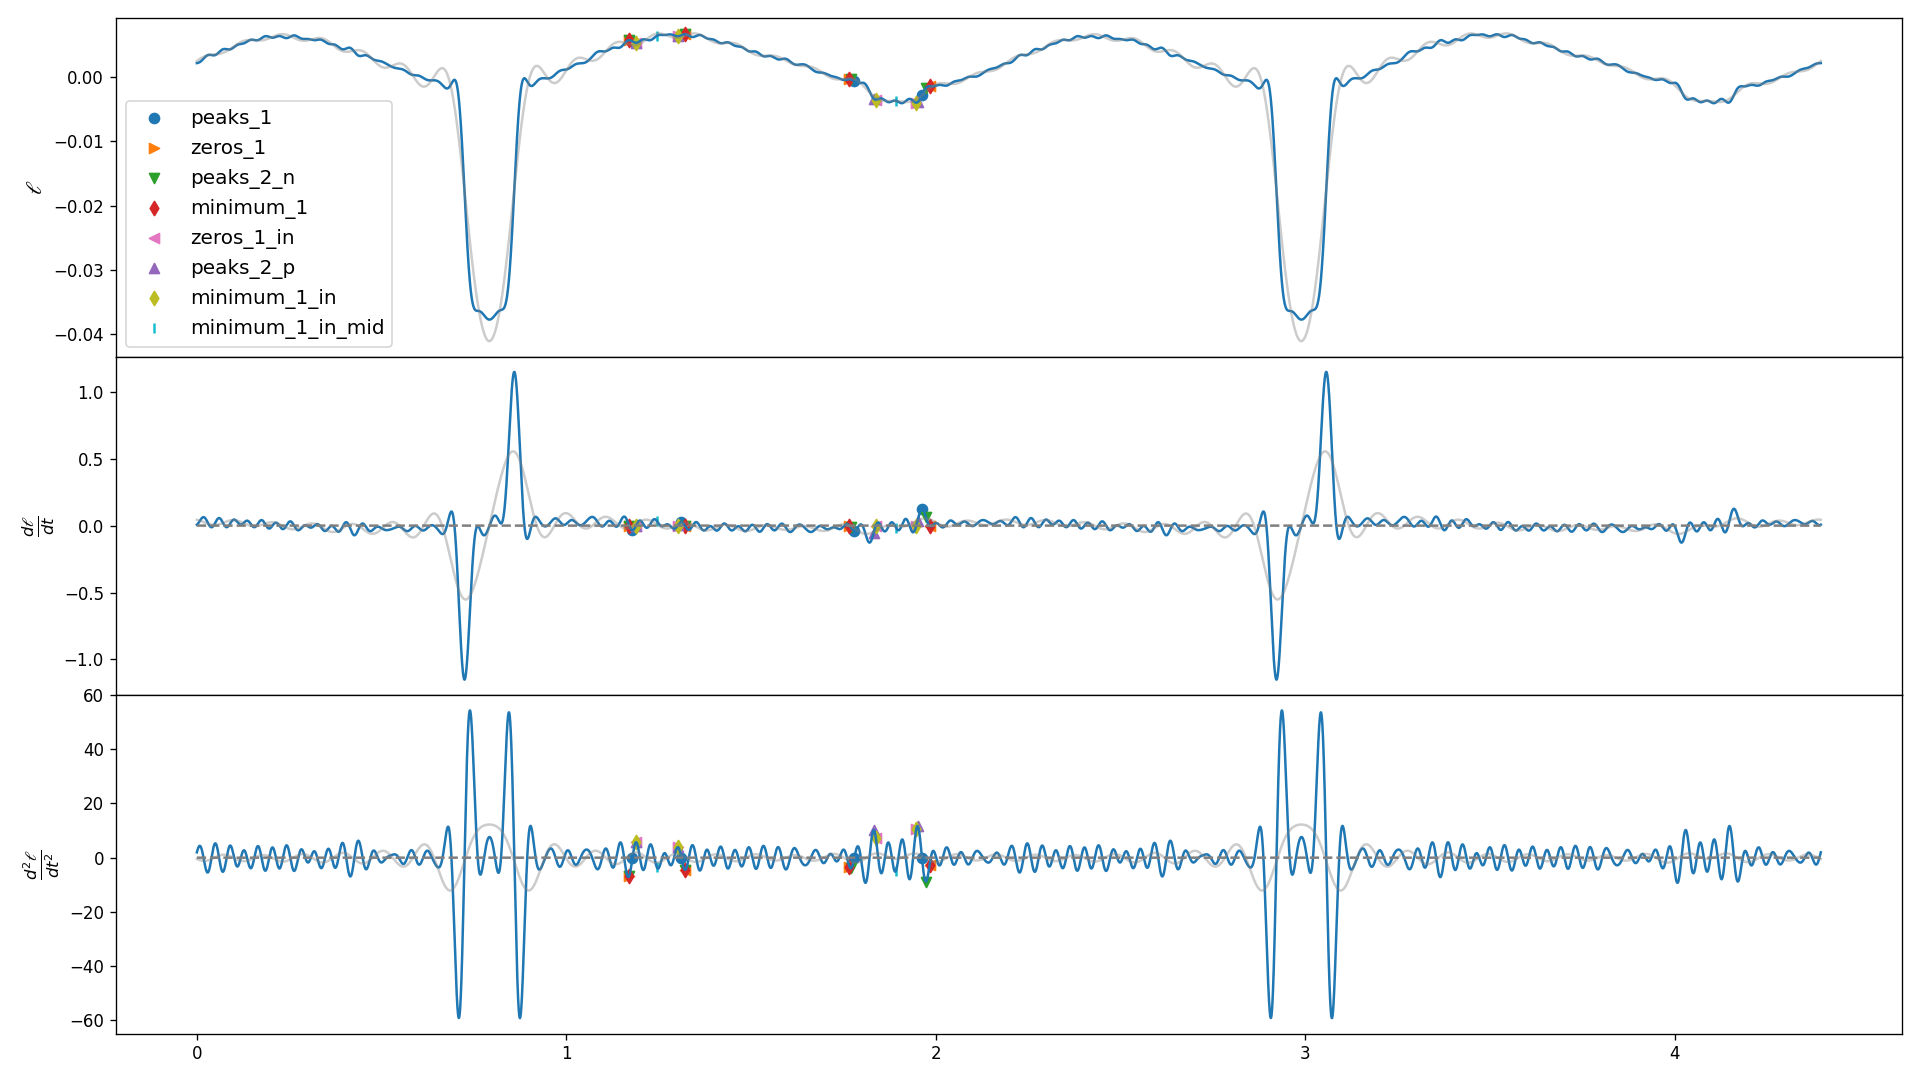 0.00
−0.01
−0.02
−0.03
−0.04
ℓ
peaks_1
zeros_1
peaks_2_n
minimum_1
zeros_1_in
peaks_2_p
minimum_1_in
minimum_1_in_mid
1.0
0.5
0.0
−0.5
−1.0
dℓ
dt
60
40
20
0
−20
−40
−60
d²ℓ
dt²
0 1 2 3 4